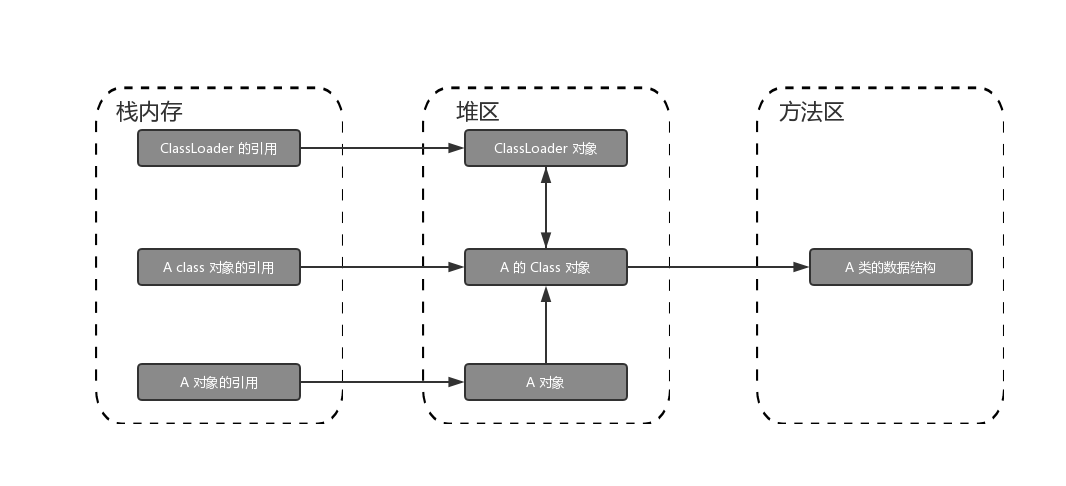 栈内存
堆区
方法区
ClassLoader 的引用
ClassLoader 对象
A class 对象的引用
A 的 Class 对象
A 类的数据结构
A 对象的引用
A 对象